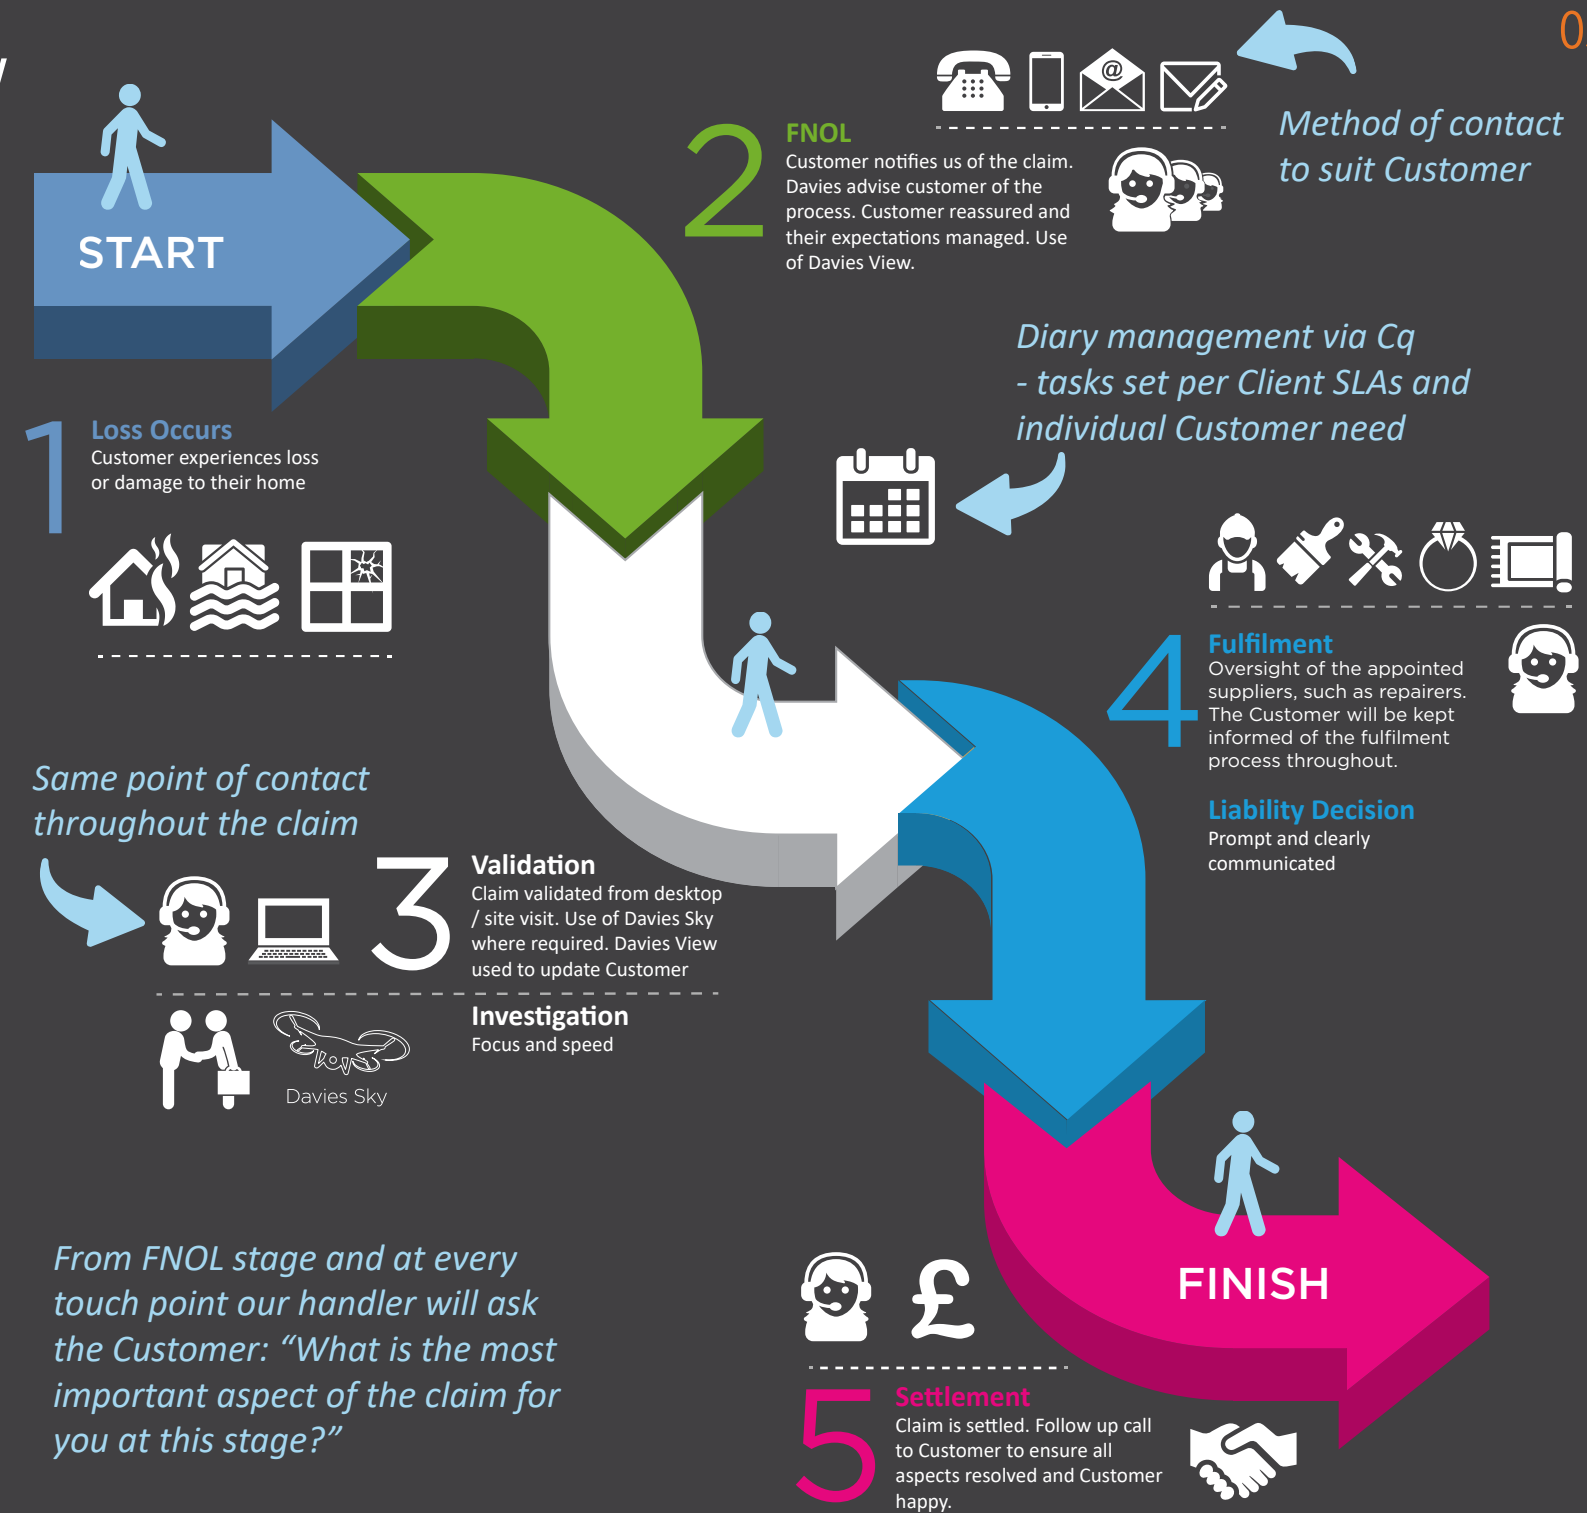 0
START
1
Loss Occurs
Customer experiences loss
or damage to their home
2
FNOL
Customer notifies us of the claim.
Davies advise customer of the
process. Customer reassured and
their expectations managed. Use
of Davies View.
@
Method of contact
to suit Customer
Diary management via Cq
- tasks set per Client SLAs and
individual Customer need
Same point of contact
throughout the claim
3
Validation
Claim validated from desktop
/ site visit. Use of Davies Sky
where required. Davies View
used to update Customer
Investigation
Focus and speed
Davies Sky
4
Fulfilment
Oversight of the appointed
suppliers, such as repairers.
The Customer will be kept
informed of the fulfilment
process throughout.
Liability Decision
Prompt and clearly
communicated
From FNOL stage and at every
touch point our handler will ask
the Customer: “What is the most
important aspect of the claim for
you at this stage?”
£
FINISH
5
Settlement
Claim is settled. Follow up call
to Customer to ensure all
aspects resolved and Customer
happy.